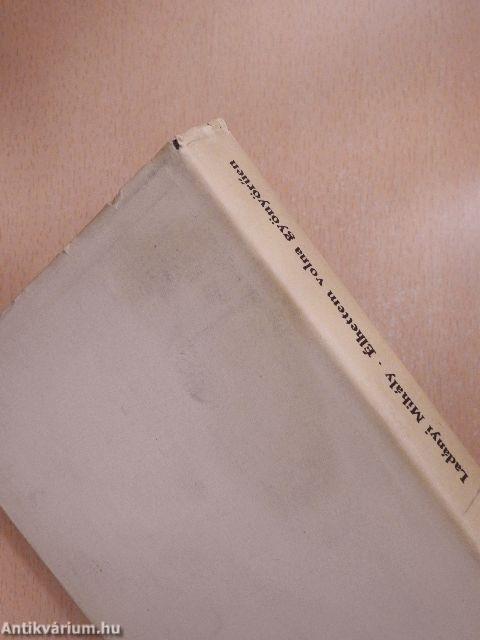 Ladányi Mihály · Élhettem volna gyönyörűen
Antikvárium.hu